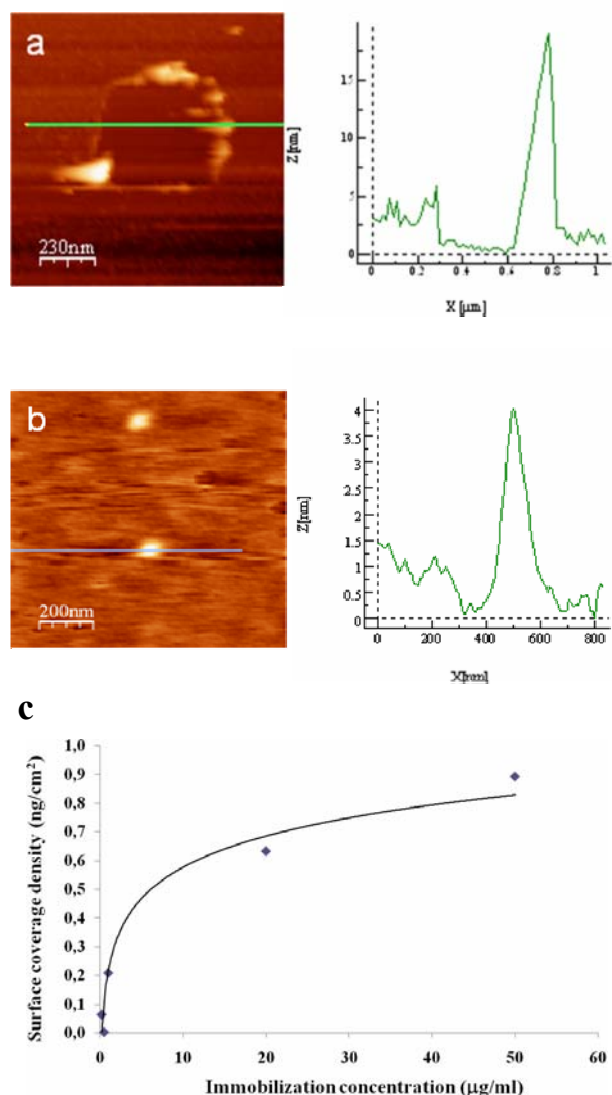 a
230nm
Z[nm]
15
10
5
0
0 0.2 0.4 0.6 0.8 1
X [µm]
b
200nm
Z[nm]
4
3.5
3
2.5
2
1.5
1
0.5
0
0 200 400 600 800
X[nm]
c
Surface coverage density (ng/cm²)
1,0
0,9
0,8
0,7
0,6
0,5
0,4
0,3
0,2
0,1
0,0
0 10 20 30 40 50 60
Immobilization concentration (µg/ml)